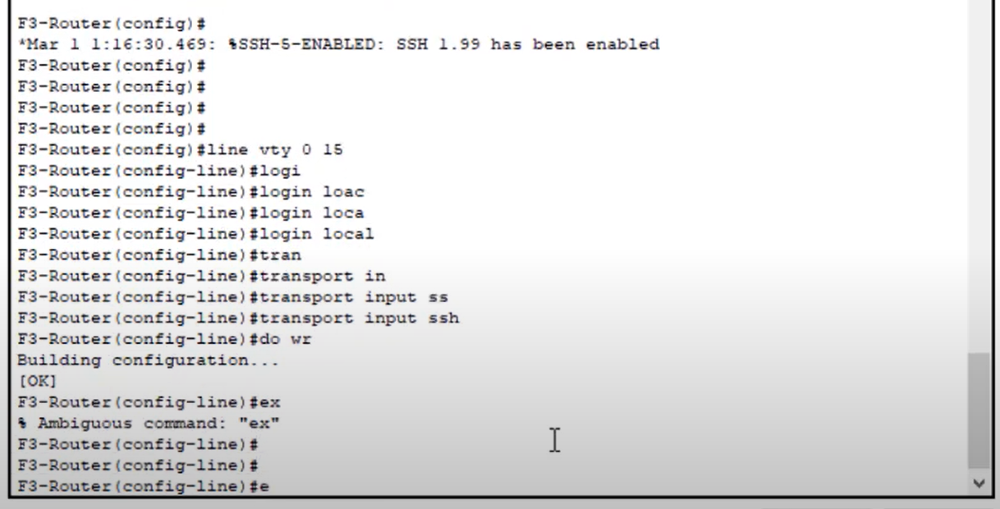 F3-Router(config)#
*Mar 1 1:16:30.469: %SSH-5-ENABLED: SSH 1.99 has been enabled
F3-Router(config)#
F3-Router(config)#
F3-Router(config)#
F3-Router(config)#
F3-Router(config)#line vty 0 15
F3-Router(config-line)#logi
F3-Router(config-line)#login loac
F3-Router(config-line)#login loca
F3-Router(config-line)#login local
F3-Router(config-line)#tran
F3-Router(config-line)#transport in
F3-Router(config-line)#transport input ss
F3-Router(config-line)#transport input ssh
F3-Router(config-line)#do wr
Building configuration...
[OK]
F3-Router(config-line)#ex
% Ambiguous command: "ex"
F3-Router(config-line)#
F3-Router(config-line)#
F3-Router(config-line)#e